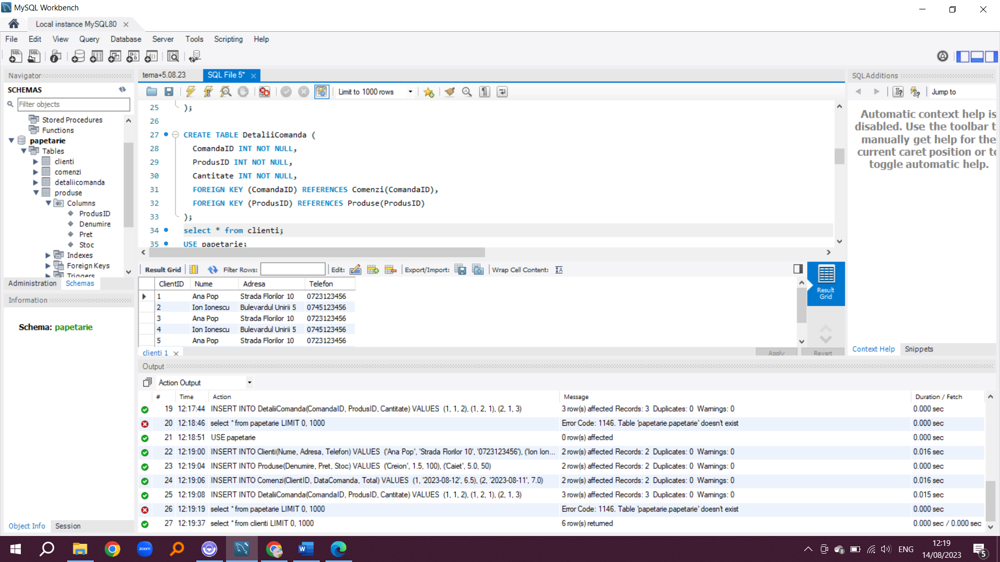 MySQL Workbench
Local instance MySQL80
File Edit View Query Database Server Tools Scripting Help
Navigator
SCHEMAS
Filter objects
Stored Procedures
Functions
papetarie
Tables
clienti
comenzi
detaliicomanda
produse
Columns
ProdusID
Denumire
Pret
Stoc
Indexes
Foreign Keys
Triggers
Administration Schemas
Information
Schema: papetarie
Object Info Session
tema+5.08.23 SQL File 5*
Limit to 1000 rows
25 );
26
27 CREATE TABLE DetaliiComanda (
28 ComandaID INT NOT NULL,
29 ProdusID INT NOT NULL,
30 Cantitate INT NOT NULL,
31 FOREIGN KEY (ComandaID) REFERENCES Comenzi(ComandaID),
32 FOREIGN KEY (ProdusID) REFERENCES Produse(ProdusID)
33 );
34 select * from clienti;
35 USE papetarie;
Result Grid Filter Rows: Edit: Export/Import: Wrap Cell Content:
ClientID Nume Adresa Telefon
1 Ana Pop Strada Florilor 10 0723123456
2 Ion Ionescu Bulevardul Unirii 5 0745123456
3 Ana Pop Strada Florilor 10 0723123456
4 Ion Ionescu Bulevardul Unirii 5 0745123456
5 Ana Pop Strada Florilor 10 0723123456
Result
Grid
clienti 1
Apply Revert
SQLAdditions
Jump to
Automatic context help is
disabled. Use the toolbar t
manually get help for the
current caret position or to
toggle automatic help.
Context Help Snippets
Output
Action Output
# Time Action Message Duration / Fetch
19 12:17:44 INSERT INTO DetaliiComanda(ComandaID, ProdusID, Cantitate) VALUES (1, 1, 2), (1, 2, 1), (2, 1, 3) 3 row(s) affected Records: 3 Duplicates: 0 Warnings: 0 0.000 sec
20 12:18:46 select * from papetarie LIMIT 0, 1000 Error Code: 1146. Table 'papetarie.papetarie' doesn't exist 0.000 sec
21 12:18:51 USE papetarie 0 row(s) affected 0.000 sec
22 12:19:00 INSERT INTO Clienti(Nume, Adresa, Telefon) VALUES ('Ana Pop', 'Strada Florilor 10', '0723123456'), ('Ion Ion... 2 row(s) affected Records: 2 Duplicates: 0 Warnings: 0 0.016 sec
23 12:19:04 INSERT INTO Produse(Denumire, Pret, Stoc) VALUES ('Creion', 1.5, 100), ('Caiet', 5.0, 50) 2 row(s) affected Records: 2 Duplicates: 0 Warnings: 0 0.000 sec
24 12:19:06 INSERT INTO Comenzi(ClientID, DataComanda, Total) VALUES (1, '2023-08-12', 6.5), (2, '2023-08-11', 7.0) 2 row(s) affected Records: 2 Duplicates: 0 Warnings: 0 0.016 sec
25 12:19:08 INSERT INTO DetaliiComanda(ComandaID, ProdusID, Cantitate) VALUES (1, 1, 2), (1, 2, 1), (2, 1, 3) 3 row(s) affected Records: 3 Duplicates: 0 Warnings: 0 0.015 sec
26 12:19:19 select * from papetarie LIMIT 0, 1000 Error Code: 1146. Table 'papetarie.papetarie' doesn't exist 0.000 sec
27 12:19:37 select * from clienti LIMIT 0, 1000 6 row(s) returned 0.000 sec / 0.000 sec
zoom
ENG
12:19
14/08/2023
5